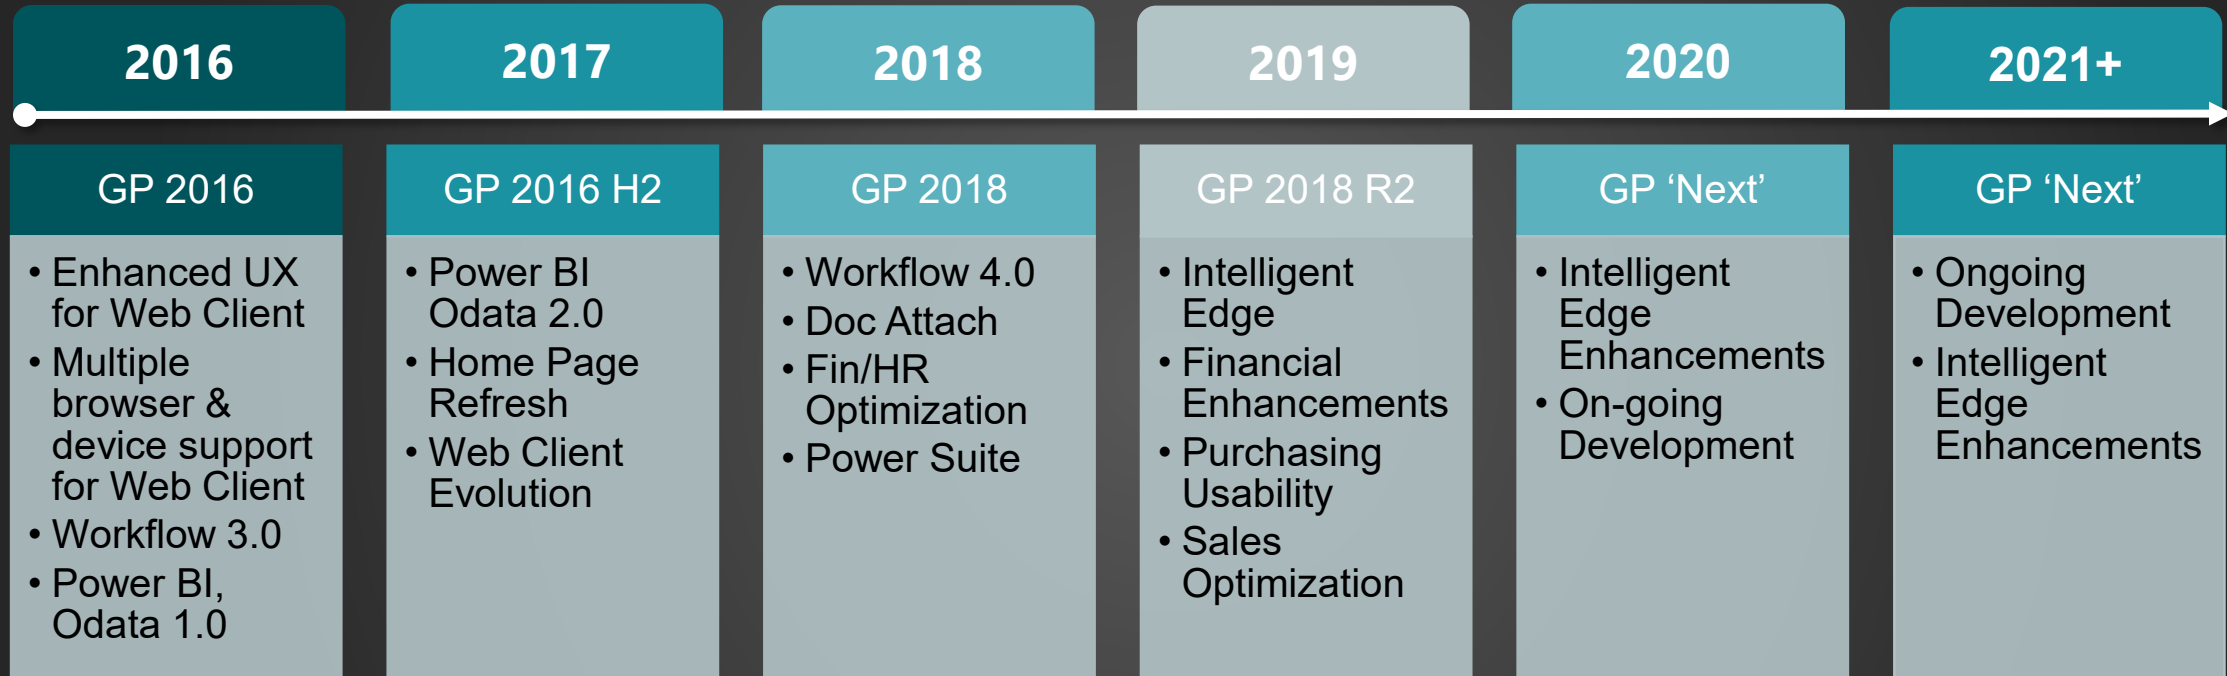 2016
2017
2018
2019
2020
2021+
GP 2016
GP 2016 H2
GP 2018
GP 2018 R2
GP ‘Next’
GP ‘Next’
• Enhanced UX
for Web Client
• Multiple
browser &
device support
for Web Client
• Workflow 3.0
• Power BI,
Odata 1.0
• Power BI
Odata 2.0
• Home Page
Refresh
• Web Client
Evolution
• Workflow 4.0
• Doc Attach
• Fin/HR
Optimization
• Power Suite
• Intelligent
Edge
• Financial
Enhancements
• Purchasing
Usability
• Sales
Optimization
• Intelligent
Edge
Enhancements
• On-going
Development
• Ongoing
Development
• Intelligent
Edge
Enhancements